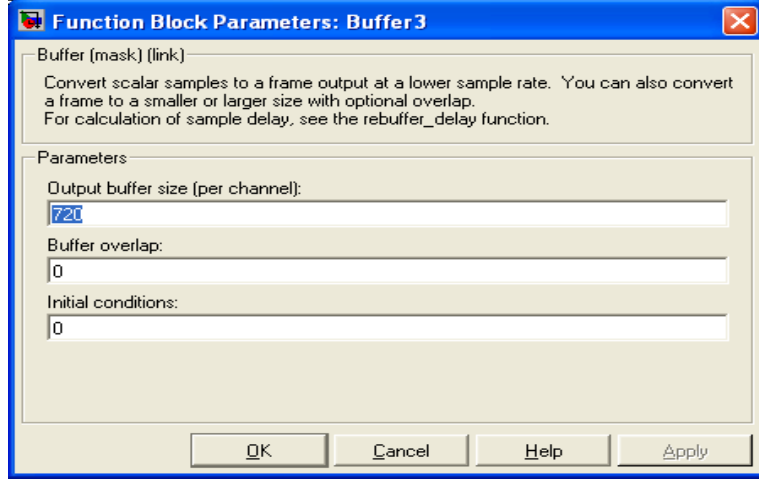 Function Block Parameters: Buffer3
Buffer (mask) (link)
Convert scalar samples to a frame output at a lower sample rate.  You can also convert
a frame to a smaller or larger size with optional overlap.
For calculation of sample delay, see the rebuffer_delay function.
Parameters
Output buffer size (per channel):
720
Buffer overlap:
0
Initial conditions:
0
OK Cancel Help Apply